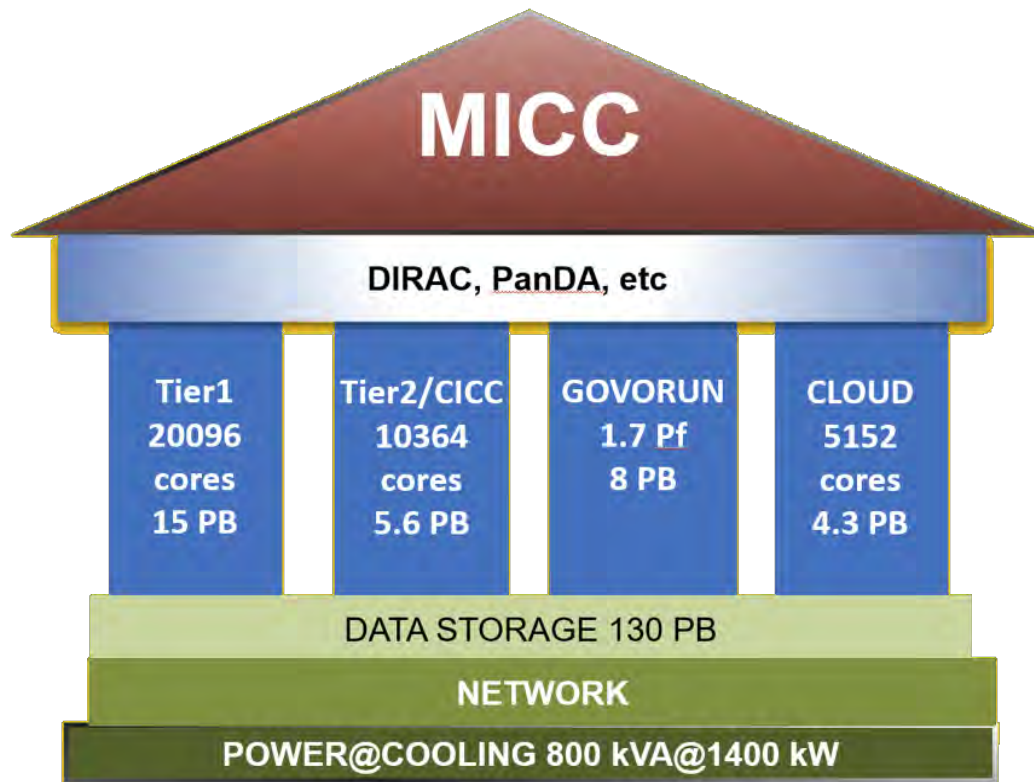 MICC
DIRAC, PanDA, etc
Tier1
20096
cores
15 PB
Tier2/CICC
10364
cores
5.6 PB
GOVORUN
1.7 Pf
8 PB
CLOUD
5152
cores
4.3 PB
DATA STORAGE 130 PB
NETWORK
POWER@COOLING 800 kVA@1400 kW